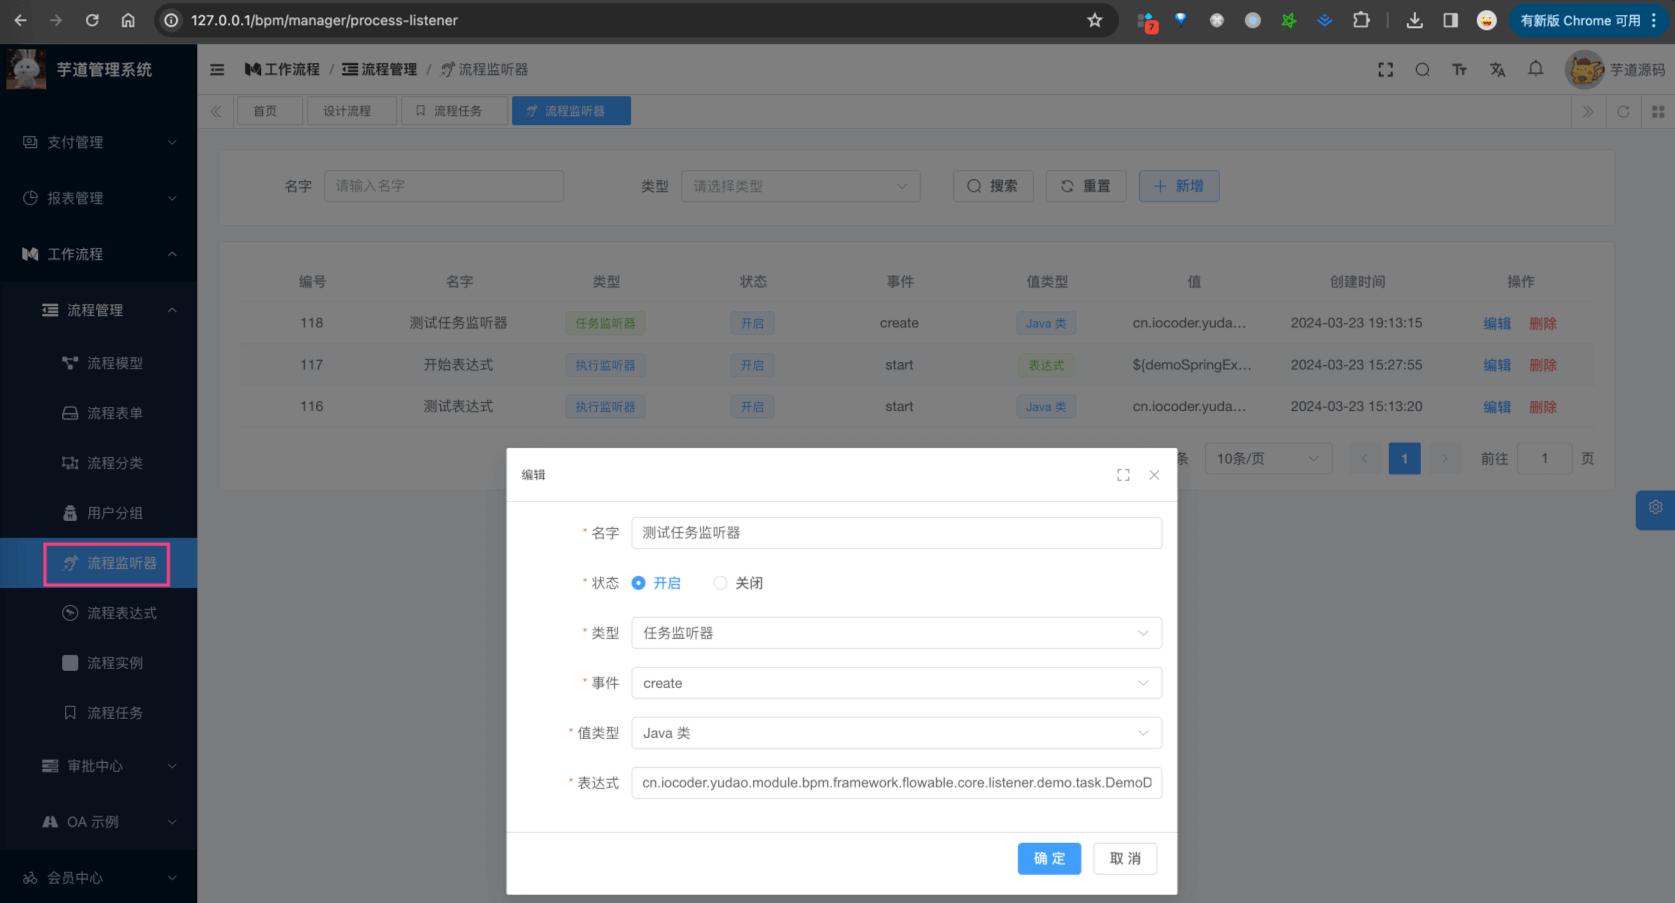 127.0.0.1/bpm/manager/process-listener
7
有新版 Chrome 可用
芋道管理系统
工作流程 / 流程管理 / 流程监听器
芋道源码
首页
设计流程
流程任务
流程监听器
支付管理
报表管理
工作流程
流程管理
流程模型
流程表单
流程分类
用户分组
流程监听器
流程表达式
流程实例
流程任务
审批中心
OA 示例
会员中心
名字 请输入名字 类型 请选择类型 搜索 重置 新增
编号 名字 类型 状态 事件 值类型 值 创建时间 操作
118 测试任务监听器 任务监听器 开启 create Java 类 cn.iocoder.yuda... 2024-03-23 19:13:15 编辑 删除
117 开始表达式 执行监听器 开启 start 表达式 ${demoSpringEx... 2024-03-23 15:27:55 编辑 删除
116 测试表达式 执行监听器 开启 start Java 类 cn.iocoder.yuda... 2024-03-23 15:13:20 编辑 删除
条 10条/页 1 前往 1 页
编辑
* 名字 测试任务监听器
* 状态 开启 关闭
* 类型 任务监听器
* 事件 create
* 值类型 Java 类
* 表达式 cn.iocoder.yudao.module.bpm.framework.flowable.core.listener.demo.task.DemoD
确 定 取 消